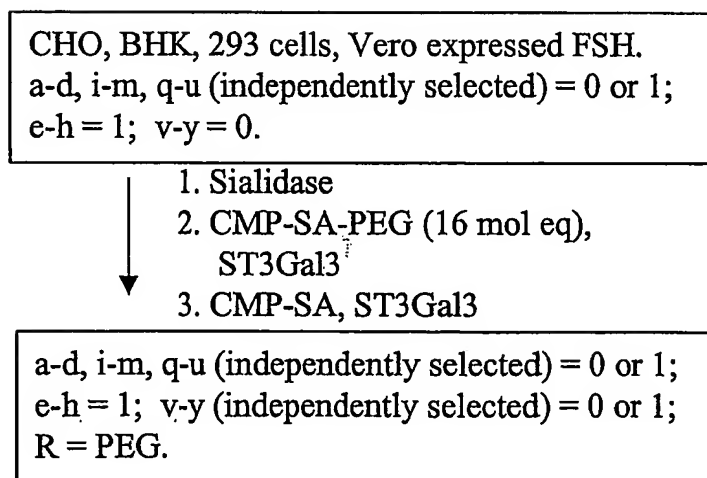 CHO, BHK, 293 cells, Vero expressed FSH.
a-d, i-m, q-u (independently selected) = 0 or 1;
e-h = 1; v-y = 0.
1. Sialidase
2. CMP-SA-PEG (16 mol eq),
ST3Gal3
3. CMP-SA, ST3Gal3
a-d, i-m, q-u (independently selected) = 0 or 1;
e-h = 1; v-y (independently selected) = 0 or 1;
R = PEG.